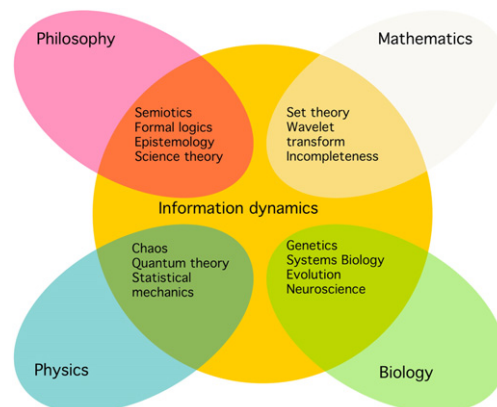 Philosophy
Mathematics
Semiotics
Formal logics
Epistemology
Science theory
Set theory
Wavelet
transform
Incompleteness
Information dynamics
Chaos
Quantum theory
Statistical
mechanics
Genetics
Systems Biology
Evolution
Neuroscience
Physics
Biology